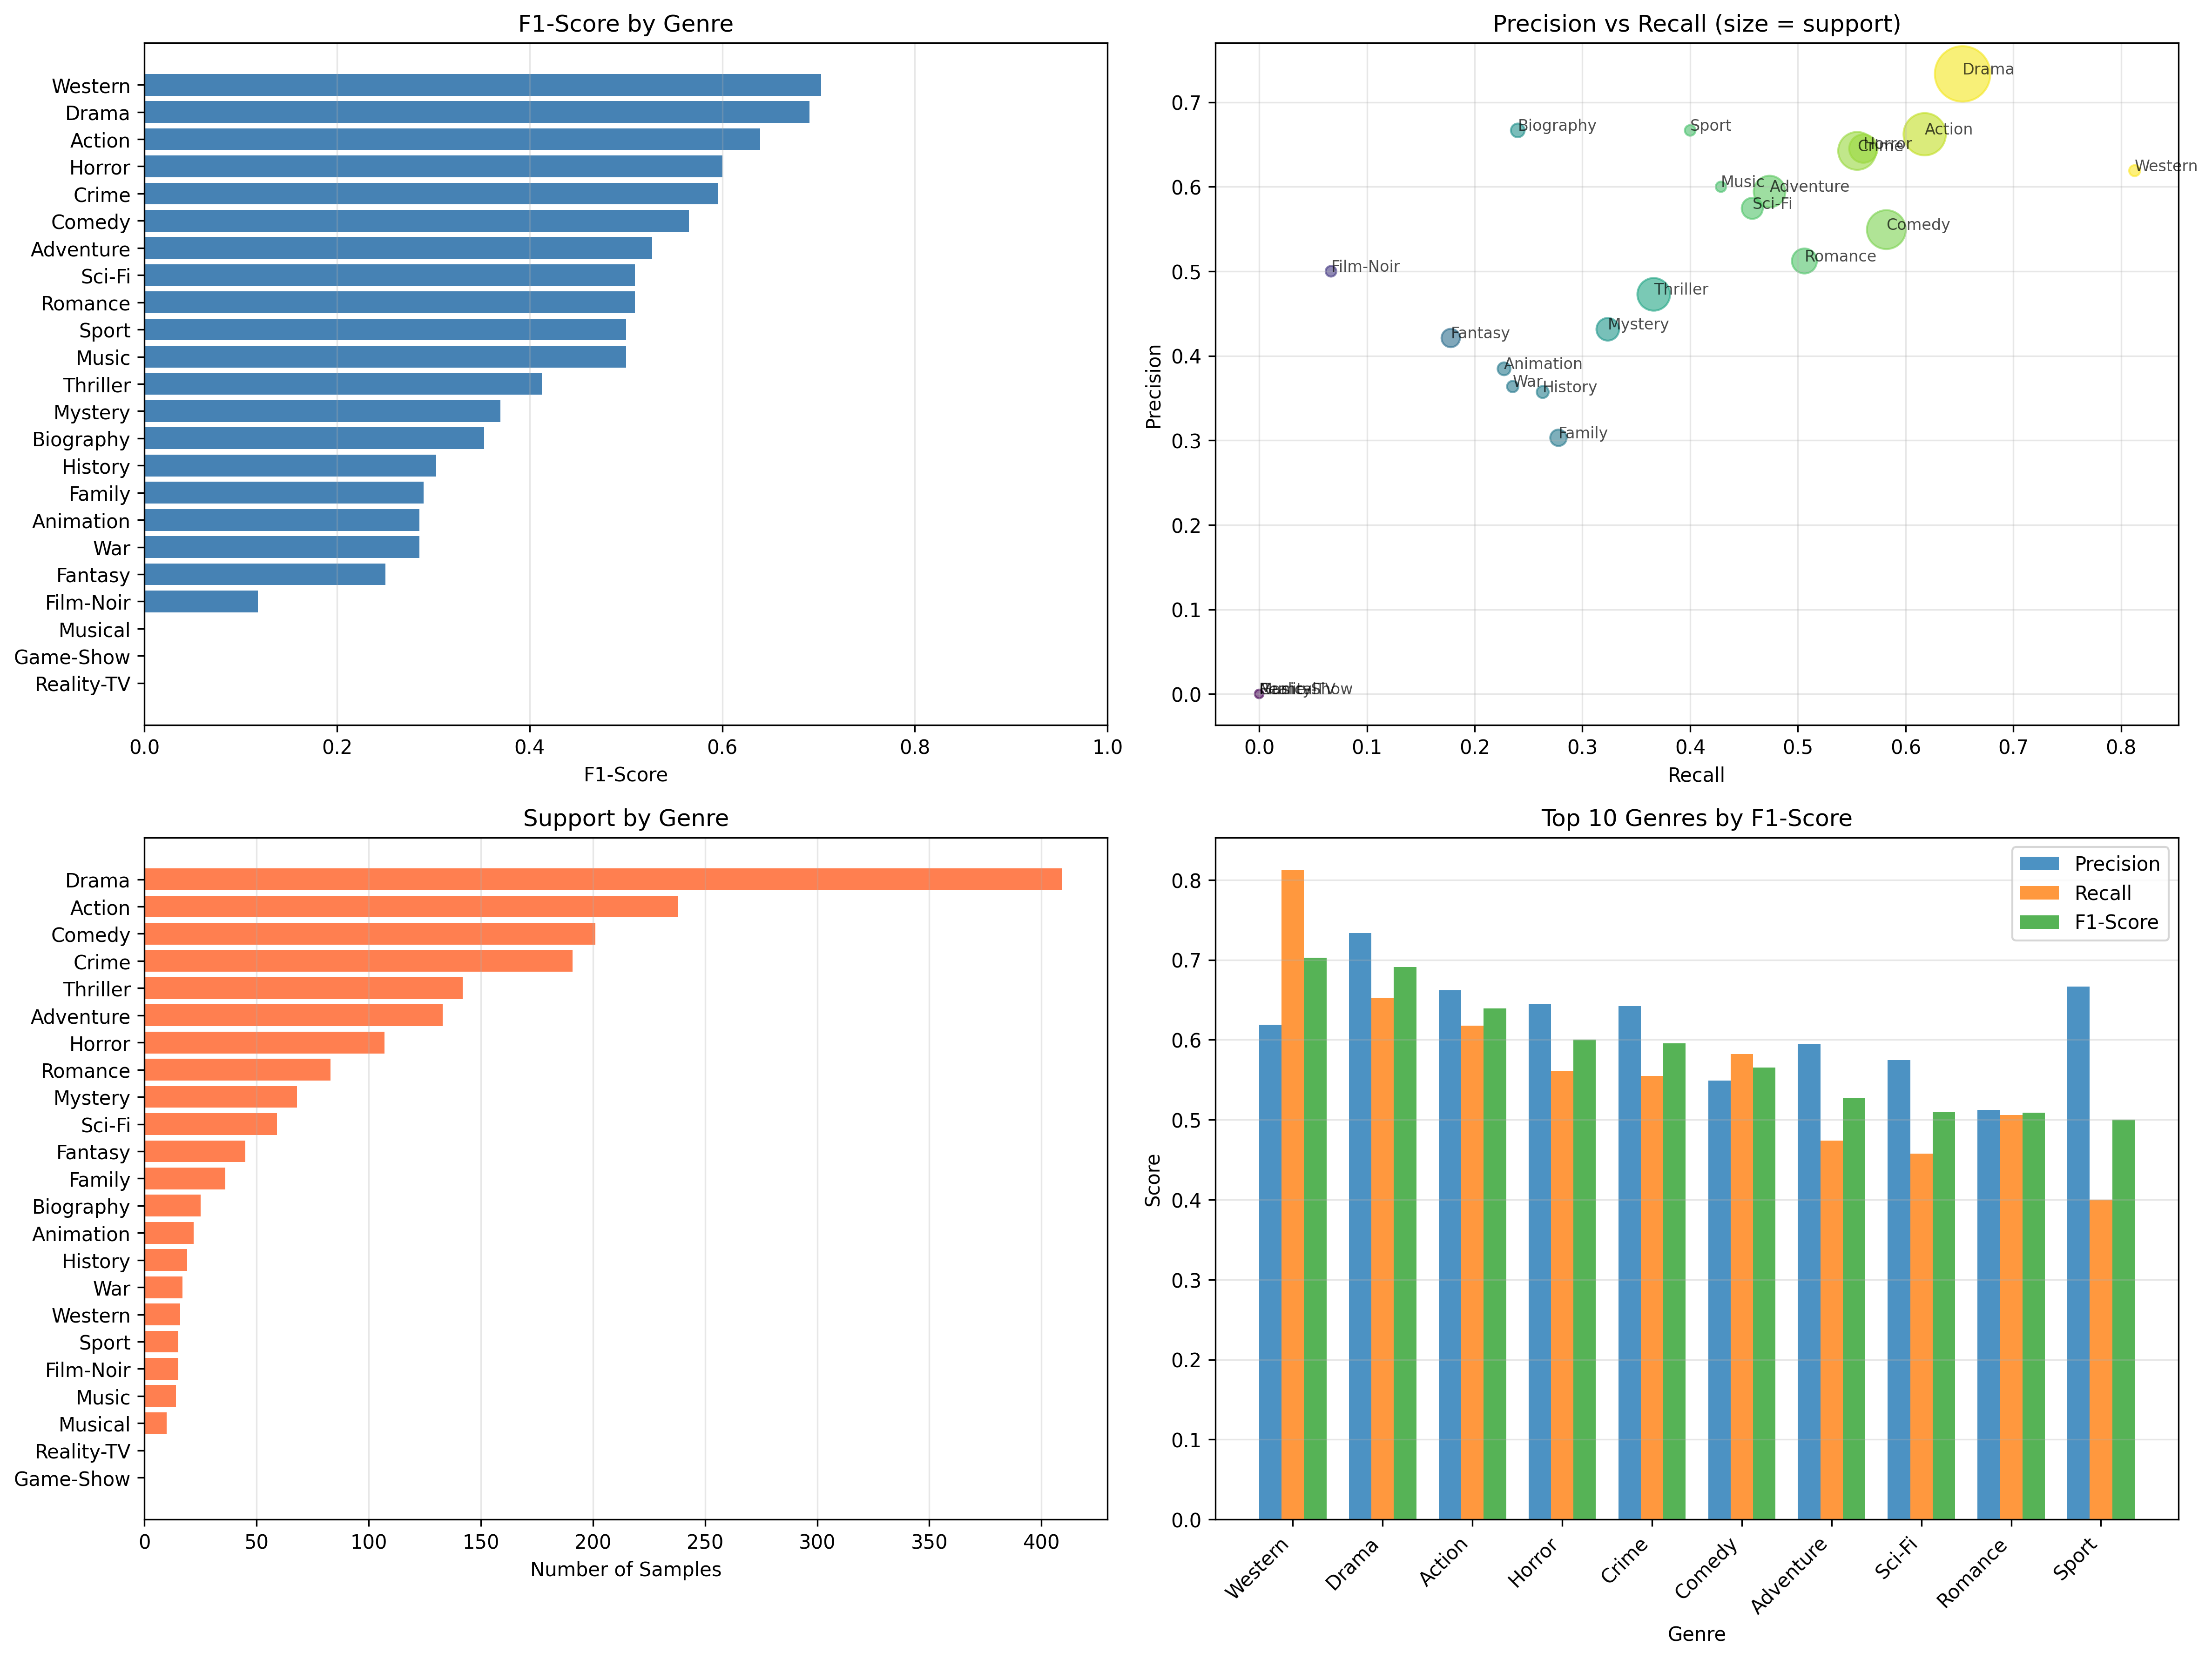 F1-Score by Genre
Western
Drama
Action
Horror
Crime
Comedy
Adventure
Sci-Fi
Romance
Sport
Music
Thriller
Mystery
Biography
History
Family
Animation
War
Fantasy
Film-Noir
Musical
Game-Show
Reality-TV
0.0 0.2 0.4 0.6 0.8 1.0
F1-Score
Precision vs Recall (size = support)
Precision
0.7
0.6
0.5
0.4
0.3
0.2
0.1
0.0
Drama
Biography
Sport
Action
Horror
Crime
Western
Music
Adventure
Sci-Fi
Comedy
Romance
Film-Noir
Thriller
Mystery
Fantasy
Animation
War
History
Family
0.0 0.1 0.2 0.3 0.4 0.5 0.6 0.7 0.8
Recall
Support by Genre
Drama
Action
Comedy
Crime
Thriller
Adventure
Horror
Romance
Mystery
Sci-Fi
Fantasy
Family
Biography
Animation
History
War
Western
Sport
Film-Noir
Music
Musical
Reality-TV
Game-Show
0 50 100 150 200 250 300 350 400
Number of Samples
Top 10 Genres by F1-Score
Precision
Recall
F1-Score
Score
0.8
0.7
0.6
0.5
0.4
0.3
0.2
0.1
0.0
Western
Drama
Action
Horror
Crime
Comedy
Adventure
Sci-Fi
Romance
Sport
Genre